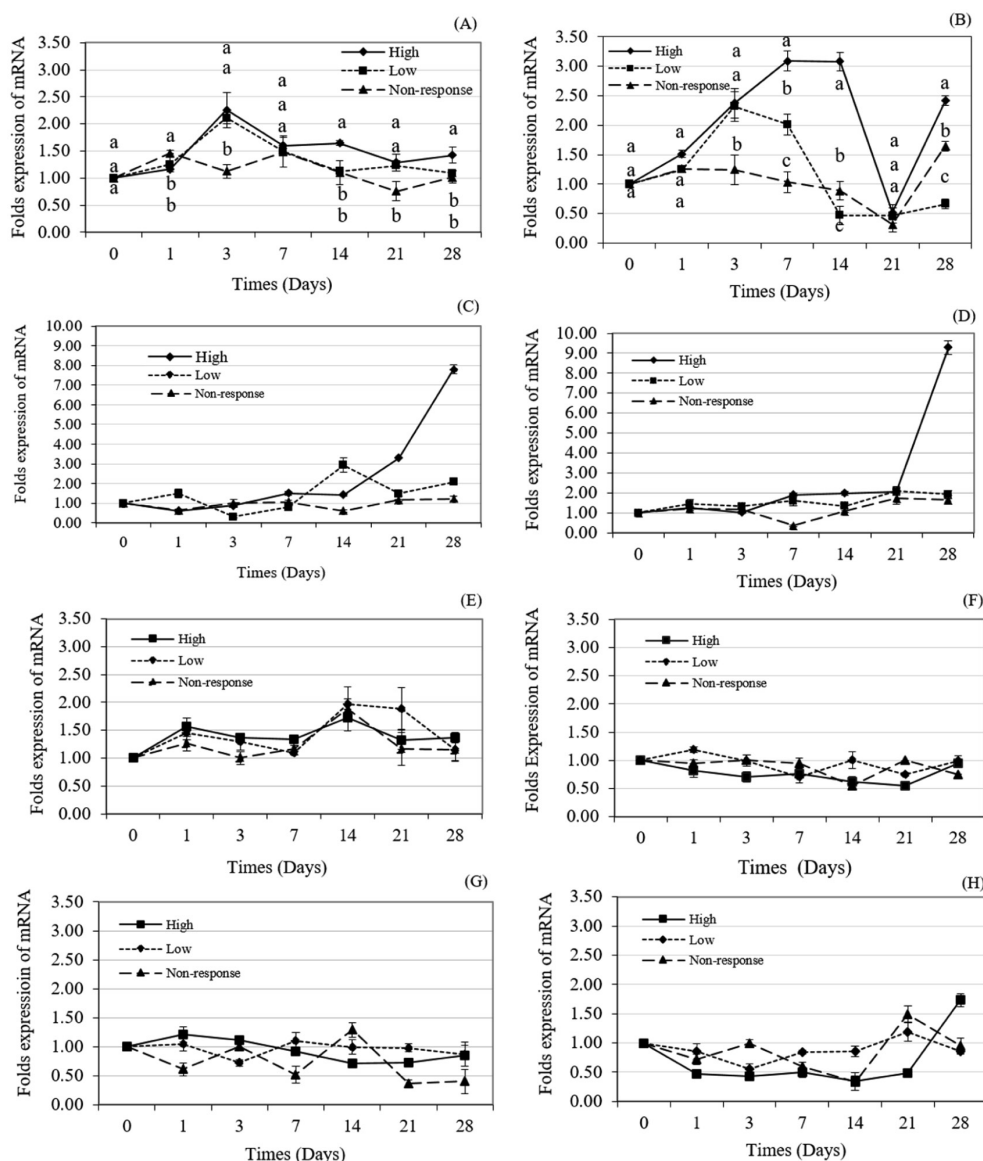 (A)
Folds expression of mRNA
3.50
3.00
2.50
2.00
1.50
1.00
0.50
0.00
High
Low
Non-response
a a a a a a a
a a a a
a b b b b b b
a b b b
0 1 3 7 14 21 28
Times (Days)
(B)
Folds expression of mRNA
3.50
3.00
2.50
2.00
1.50
1.00
0.50
0.00
High
Low
Non-response
a a a a a a a
a a a b b a b
a a b c c a c
0 1 3 7 14 21 28
Times (Days)
(C)
Folds expression of mRNA
10.00
9.00
8.00
7.00
6.00
5.00
4.00
3.00
2.00
1.00
0.00
High
Low
Non-response
0 1 3 7 14 21 28
Times (Days)
(D)
Folds expression of mRNA
10.00
9.00
8.00
7.00
6.00
5.00
4.00
3.00
2.00
1.00
0.00
High
Low
Non-response
0 1 3 7 14 21 28
Times (Days)
(E)
Folds expression of mRNA
3.50
3.00
2.50
2.00
1.50
1.00
0.50
0.00
High
Low
Non-response
0 1 3 7 14 21 28
Times (Days)
(F)
Folds Expression of mRNA
3.50
3.00
2.50
2.00
1.50
1.00
0.50
0.00
High
Low
Non-response
0 1 3 7 14 21 28
Times (Days)
(G)
Folds expressioin of mRNA
3.50
3.00
2.50
2.00
1.50
1.00
0.50
0.00
High
Low
Non-response
0 1 3 7 14 21 28
Times (Days)
(H)
Folds expression of mRNA
3.50
3.00
2.50
2.00
1.50
1.00
0.50
0.00
High
Low
Non-response
0 1 3 7 14 21 28
Times (Days)